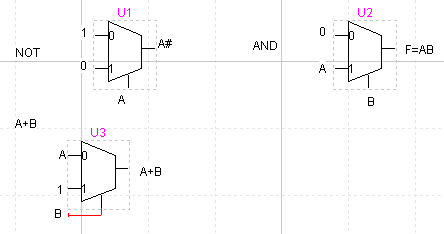 U1
U2
1 0
A#
NOT
0 1
A
AND
0 0
A 1
F=AB
B
A+B
U3
A 0
A+B
1 1
B